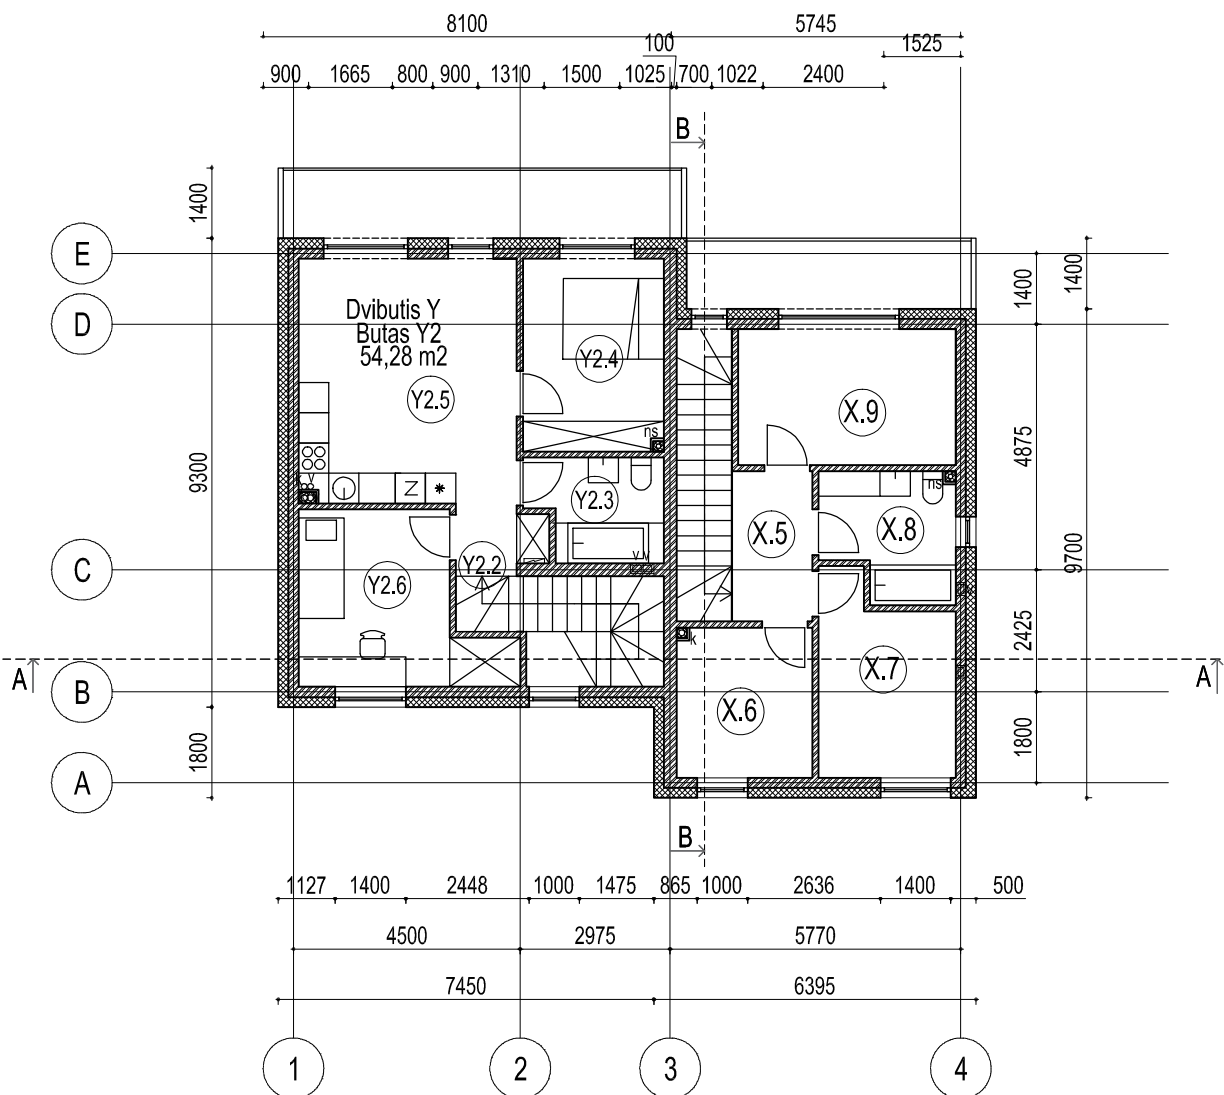 8100 5745
100 1525
900 1665 800 900 1310 1500 1025 700 1022 2400
B
1400
E
D
C
B
A
9300
1800
1400
1400
4875
9700
2425
1800
Dvibutis Y
Butas Y2
54,28 m2
Y2.5
Y2.4
ns
X.9
v
Z
Y2.3
ns
X.8
X.5
v v
Y2.2
Y2.6
k
X.7
X.6
A A
B
1127 1400 2448 1000 1475 865 1000 2636 1400 500
4500 2975 5770
7450 6395
1 2 3 4